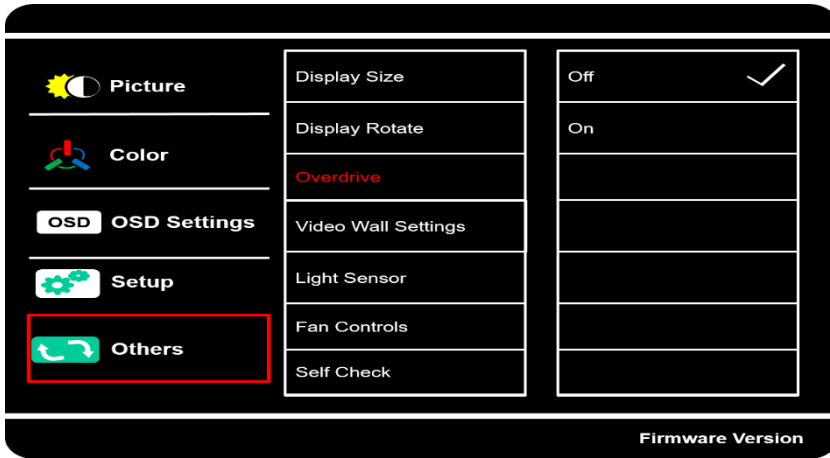 Picture
Color
OSD OSD Settings
Setup
Others
Display Size
Display Rotate
Overdrive
Video Wall Settings
Light Sensor
Fan Controls
Self Check
Off
On
Firmware Version